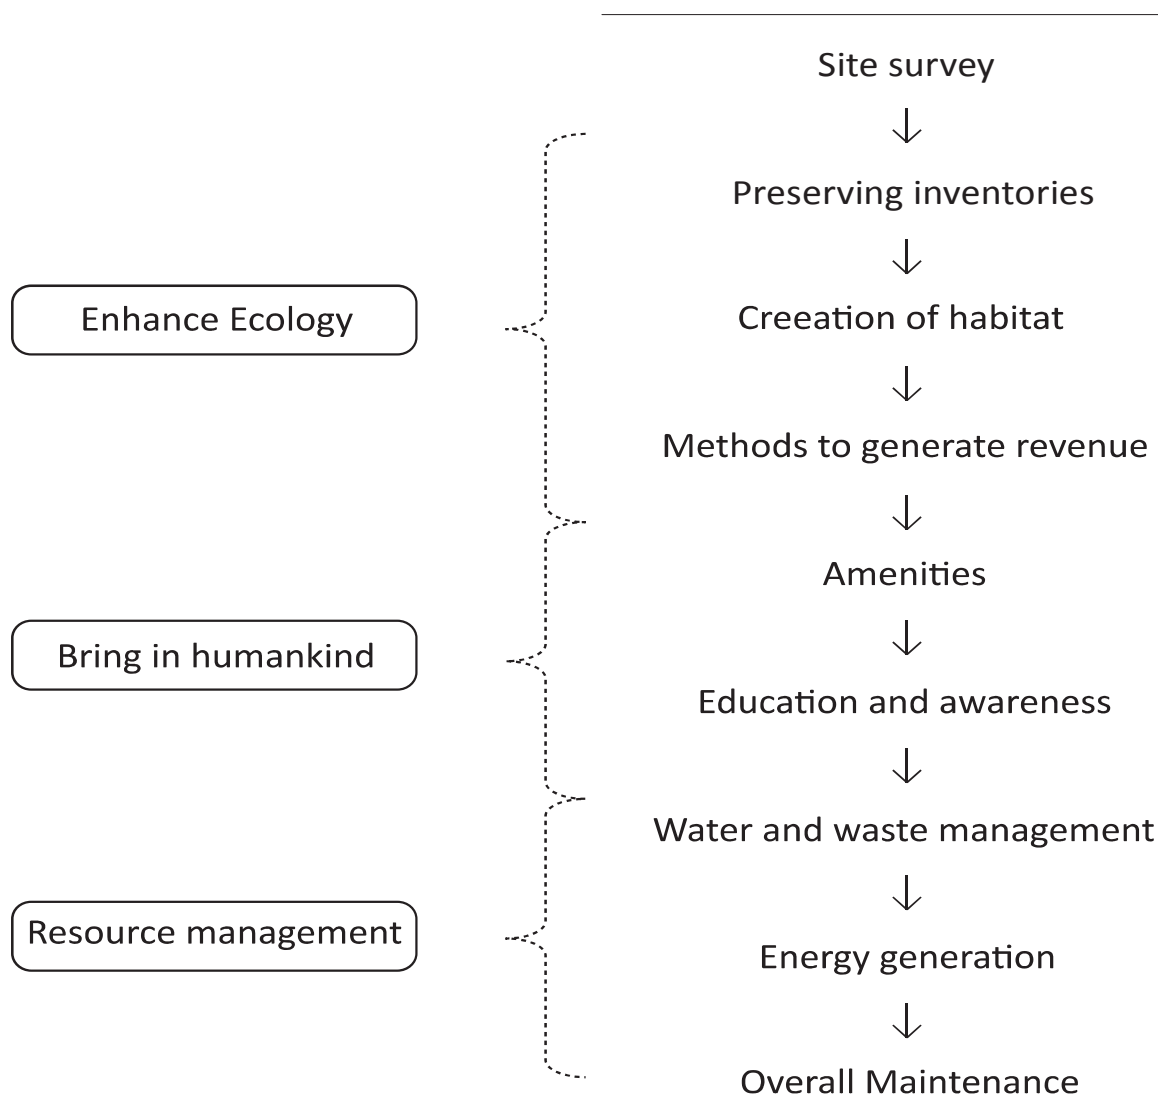 Site survey
Preserving inventories
Enhance Ecology
Creeation of habitat
Methods to generate revenue
Amenities
Bring in humankind
Education and awareness
Water and waste management
Resource management
Energy generation
Overall Maintenance